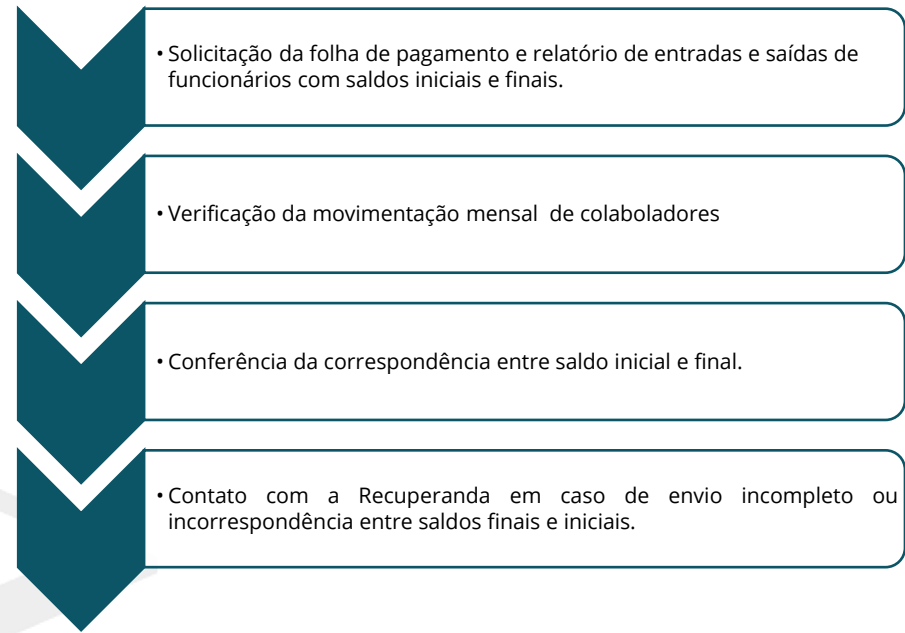 • Solicitação da folha de pagamento e relatório de entradas e saídas de
funcionários com saldos iniciais e finais.
• Verificação da movimentação mensal de colaboladores
• Conferência da correspondência entre saldo inicial e final.
• Contato com a Recuperanda em caso de envio incompleto ou
incorrespondência entre saldos finais e iniciais.